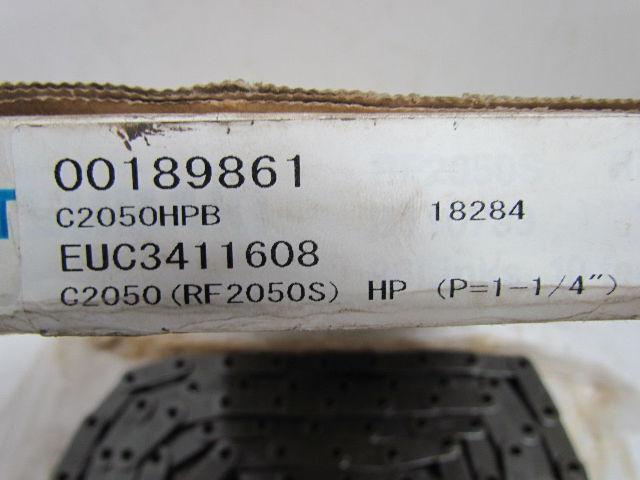 00189861
C2050HPB 18284
EUC3411608
C2050(RF2050S) HP (P=1-1/4")